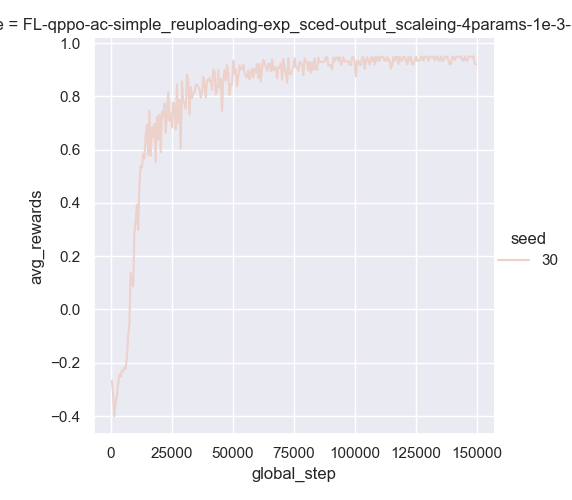 e = FL-qppo-ac-simple_reuploading-exp_sced-output_scaleing-4params-1e-3-
1.0
0.8
0.6
0.4
0.2
0.0
−0.2
−0.4
avg_rewards
0 25000 50000 75000 100000 125000 150000
global_step
seed
30